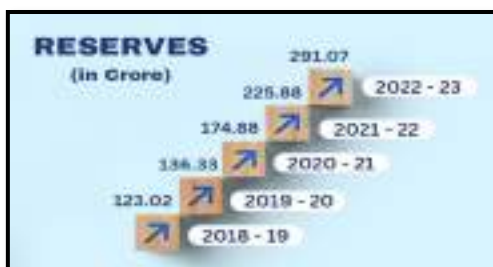 RESERVES
(in Crore)
291.07
2022 - 23
225.88
2021 - 22
174.88
2020 - 21
136.33
2019 - 20
123.02
2018 - 19